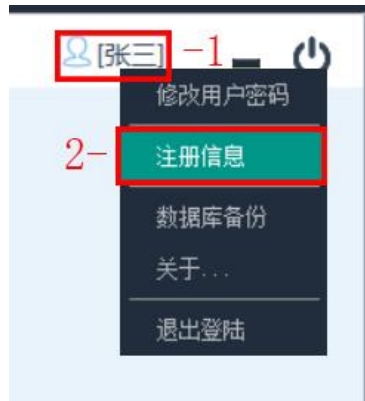 [张三] -1
修改用户密码
2- 注册信息
数据库备份
关于...
退出登陆